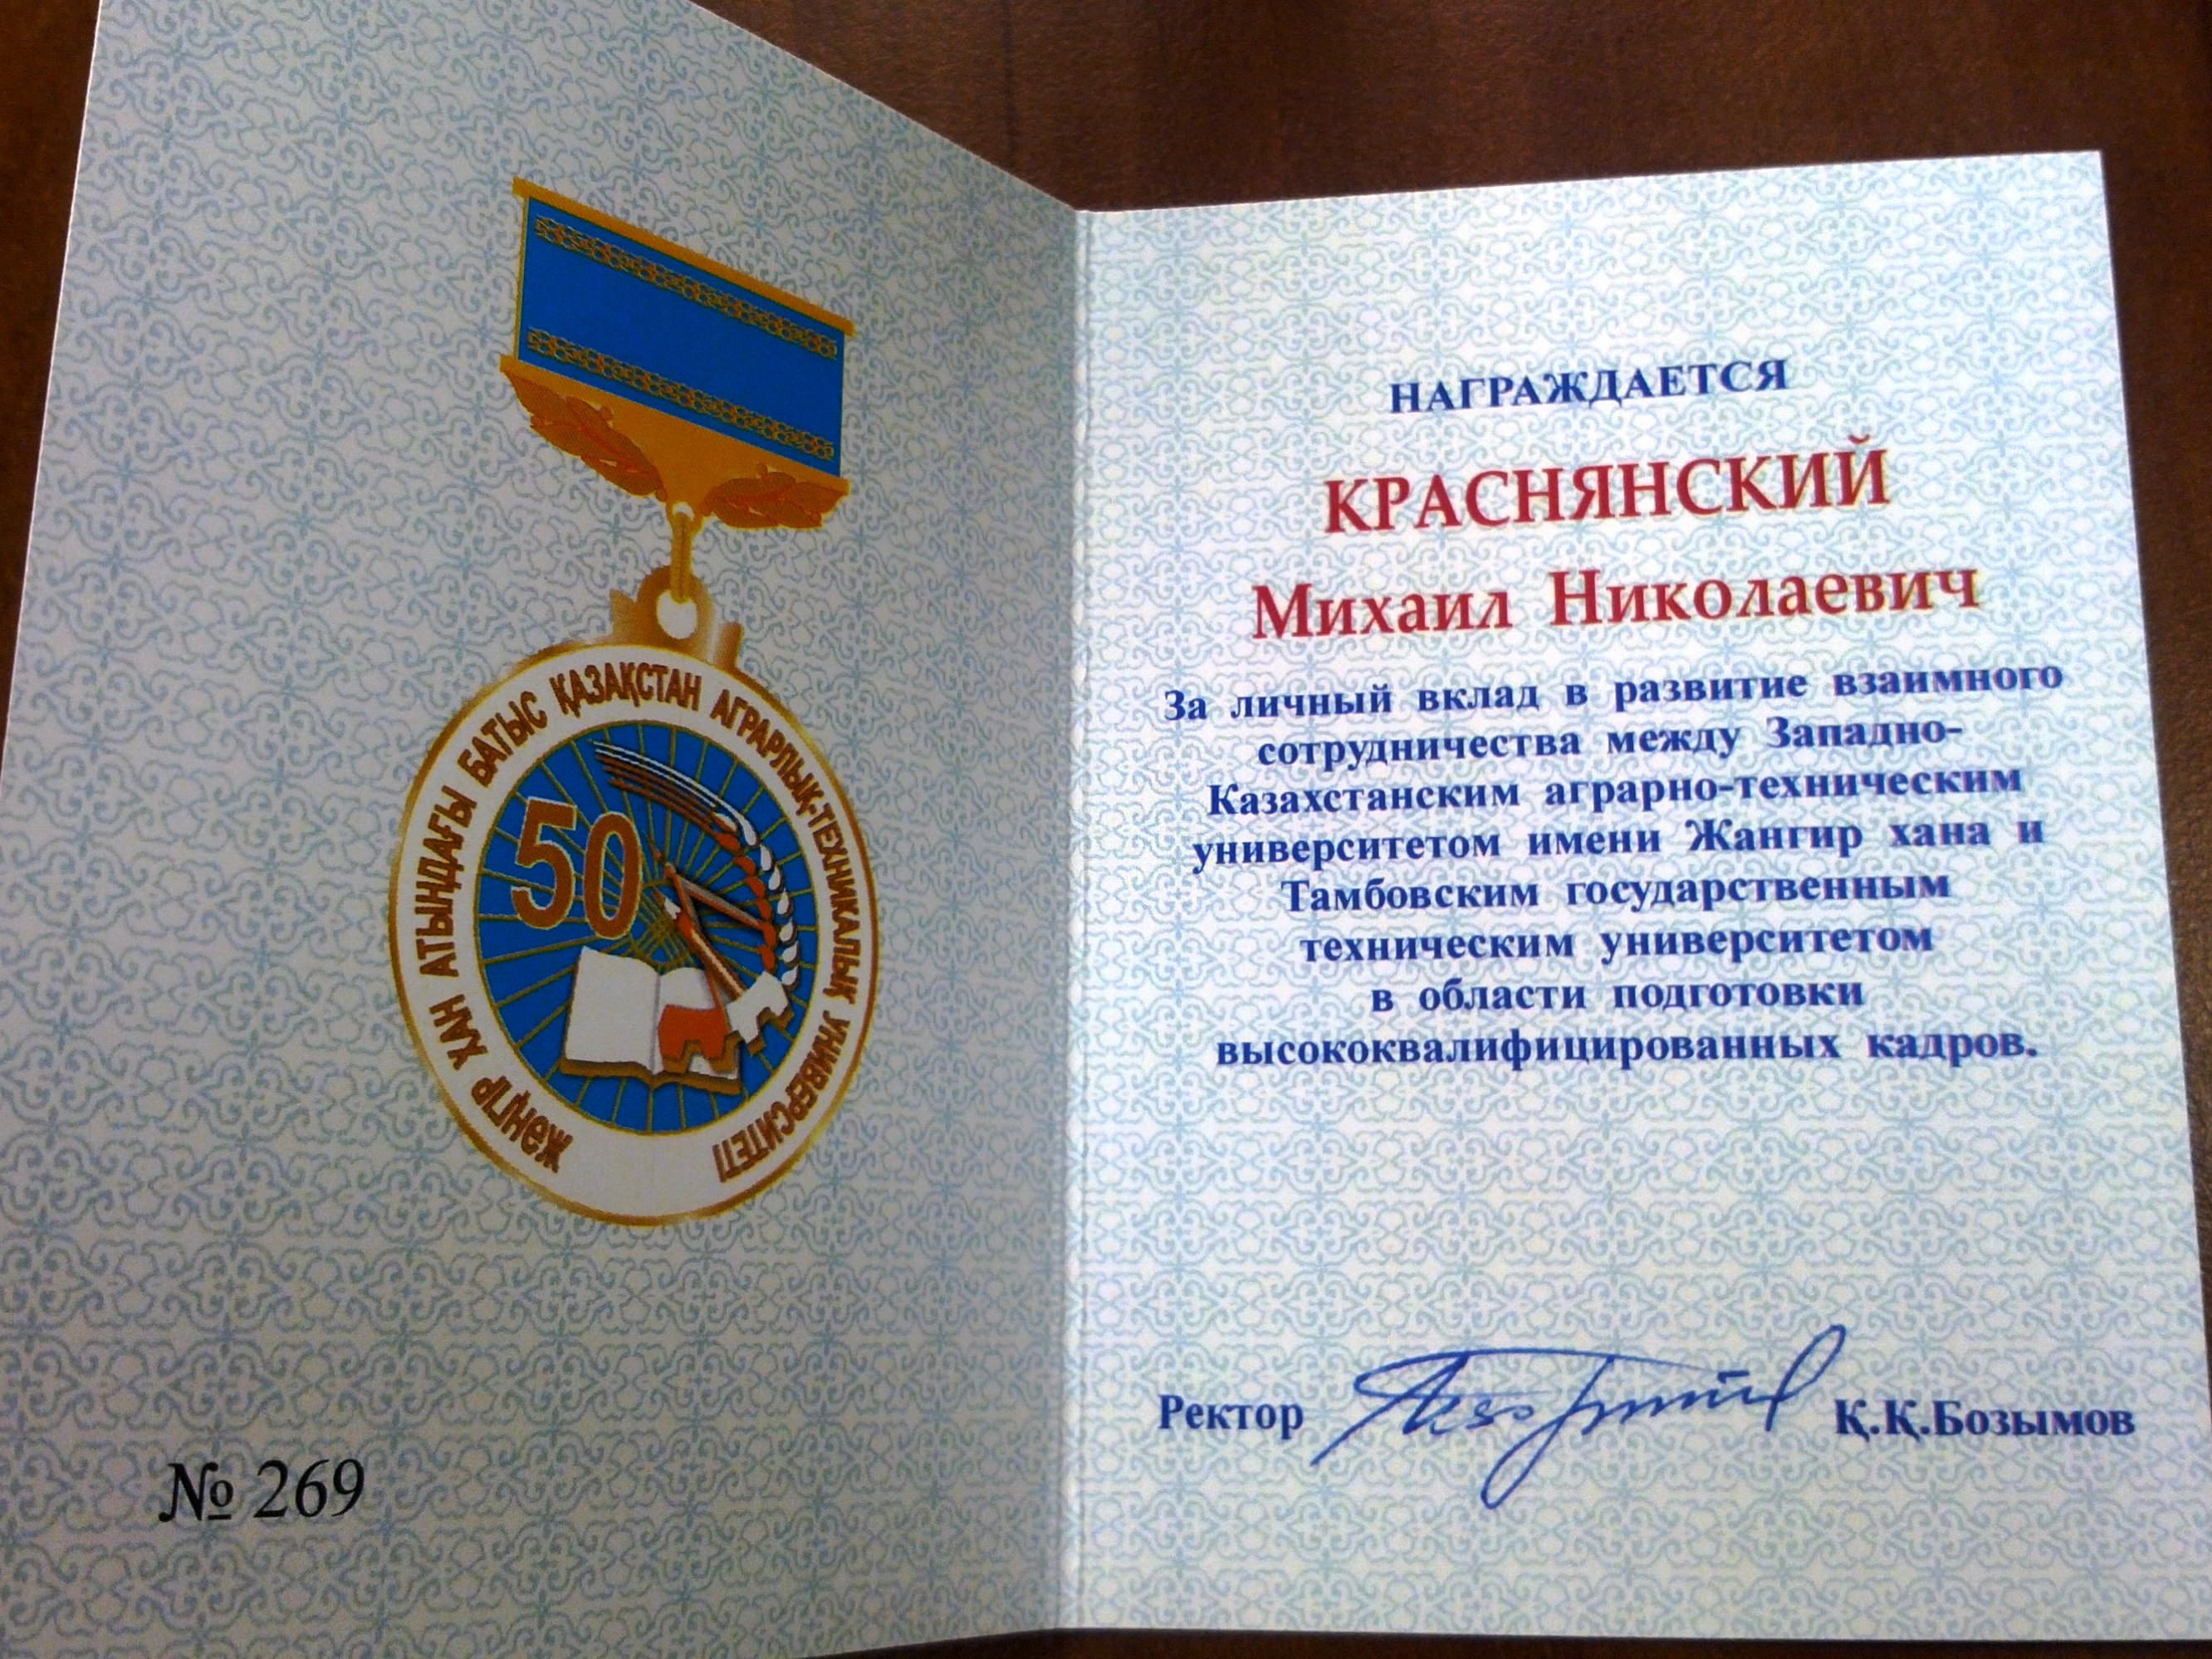 ЖӘҢГІР ХАН АТЫНДАҒЫ БАТЫС ҚАЗАҚСТАН АГРАРЛЫҚ-ТЕХНИКАЛЫҚ УНИВЕРСИТЕТІ
50
№ 269
НАГРАЖДАЕТСЯ
КРАСНЯНСКИЙ
Михаил Николаевич
За личный вклад в развитие взаимного
сотрудничества между Западно-
Казахстанским аграрно-техническим
университетом имени Жангир хана и
Тамбовским государственным
техническим университетом
в области подготовки
высококвалифицированных кадров.
Ректор Қ.Қ.Бозымов